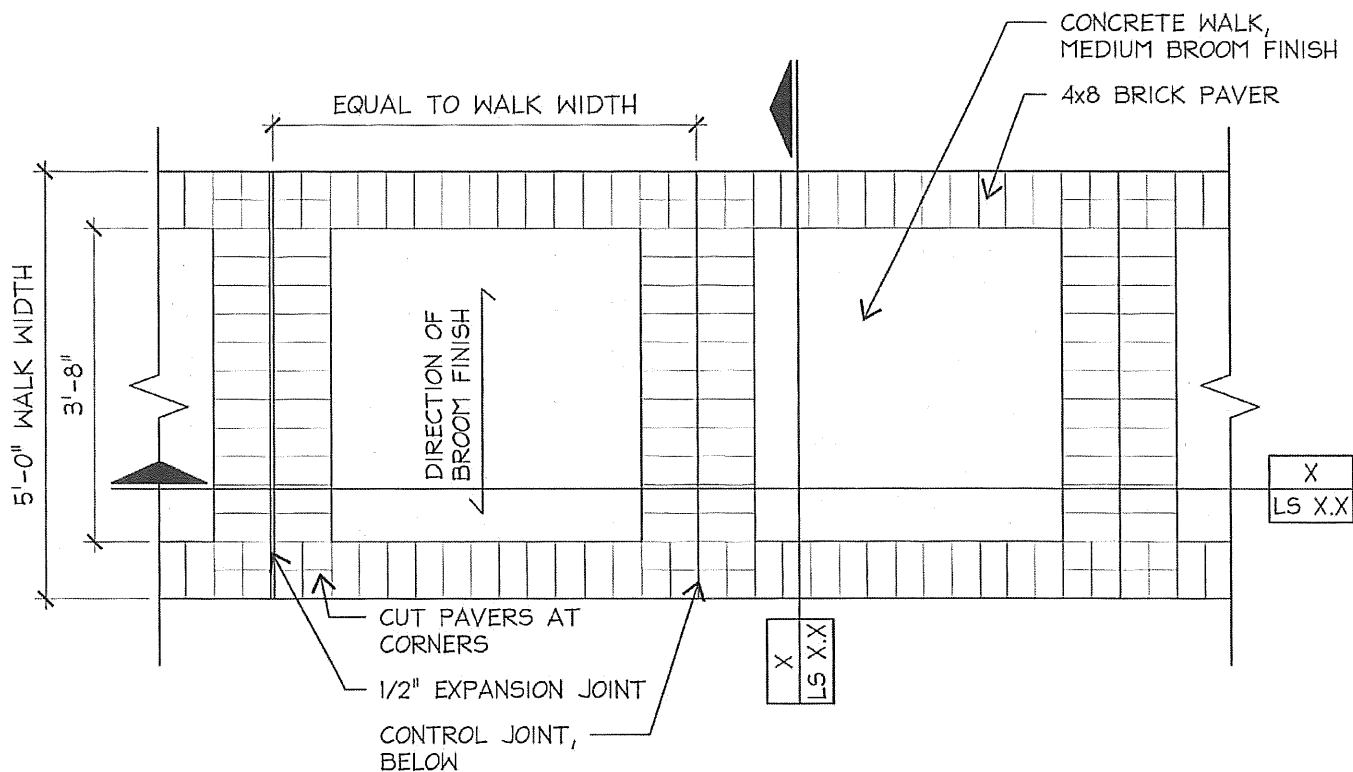 CONCRETE WALK,
MEDIUM BROOM FINISH
4x8 BRICK PAVER
EQUAL TO WALK WIDTH
5'-0" WALK WIDTH
3'-8"
DIRECTION OF
BROOM FINISH
X
LS X.X
X
LS X.X
CUT PAVERS AT
CORNERS
1/2" EXPANSION JOINT
CONTROL JOINT,
BELOW